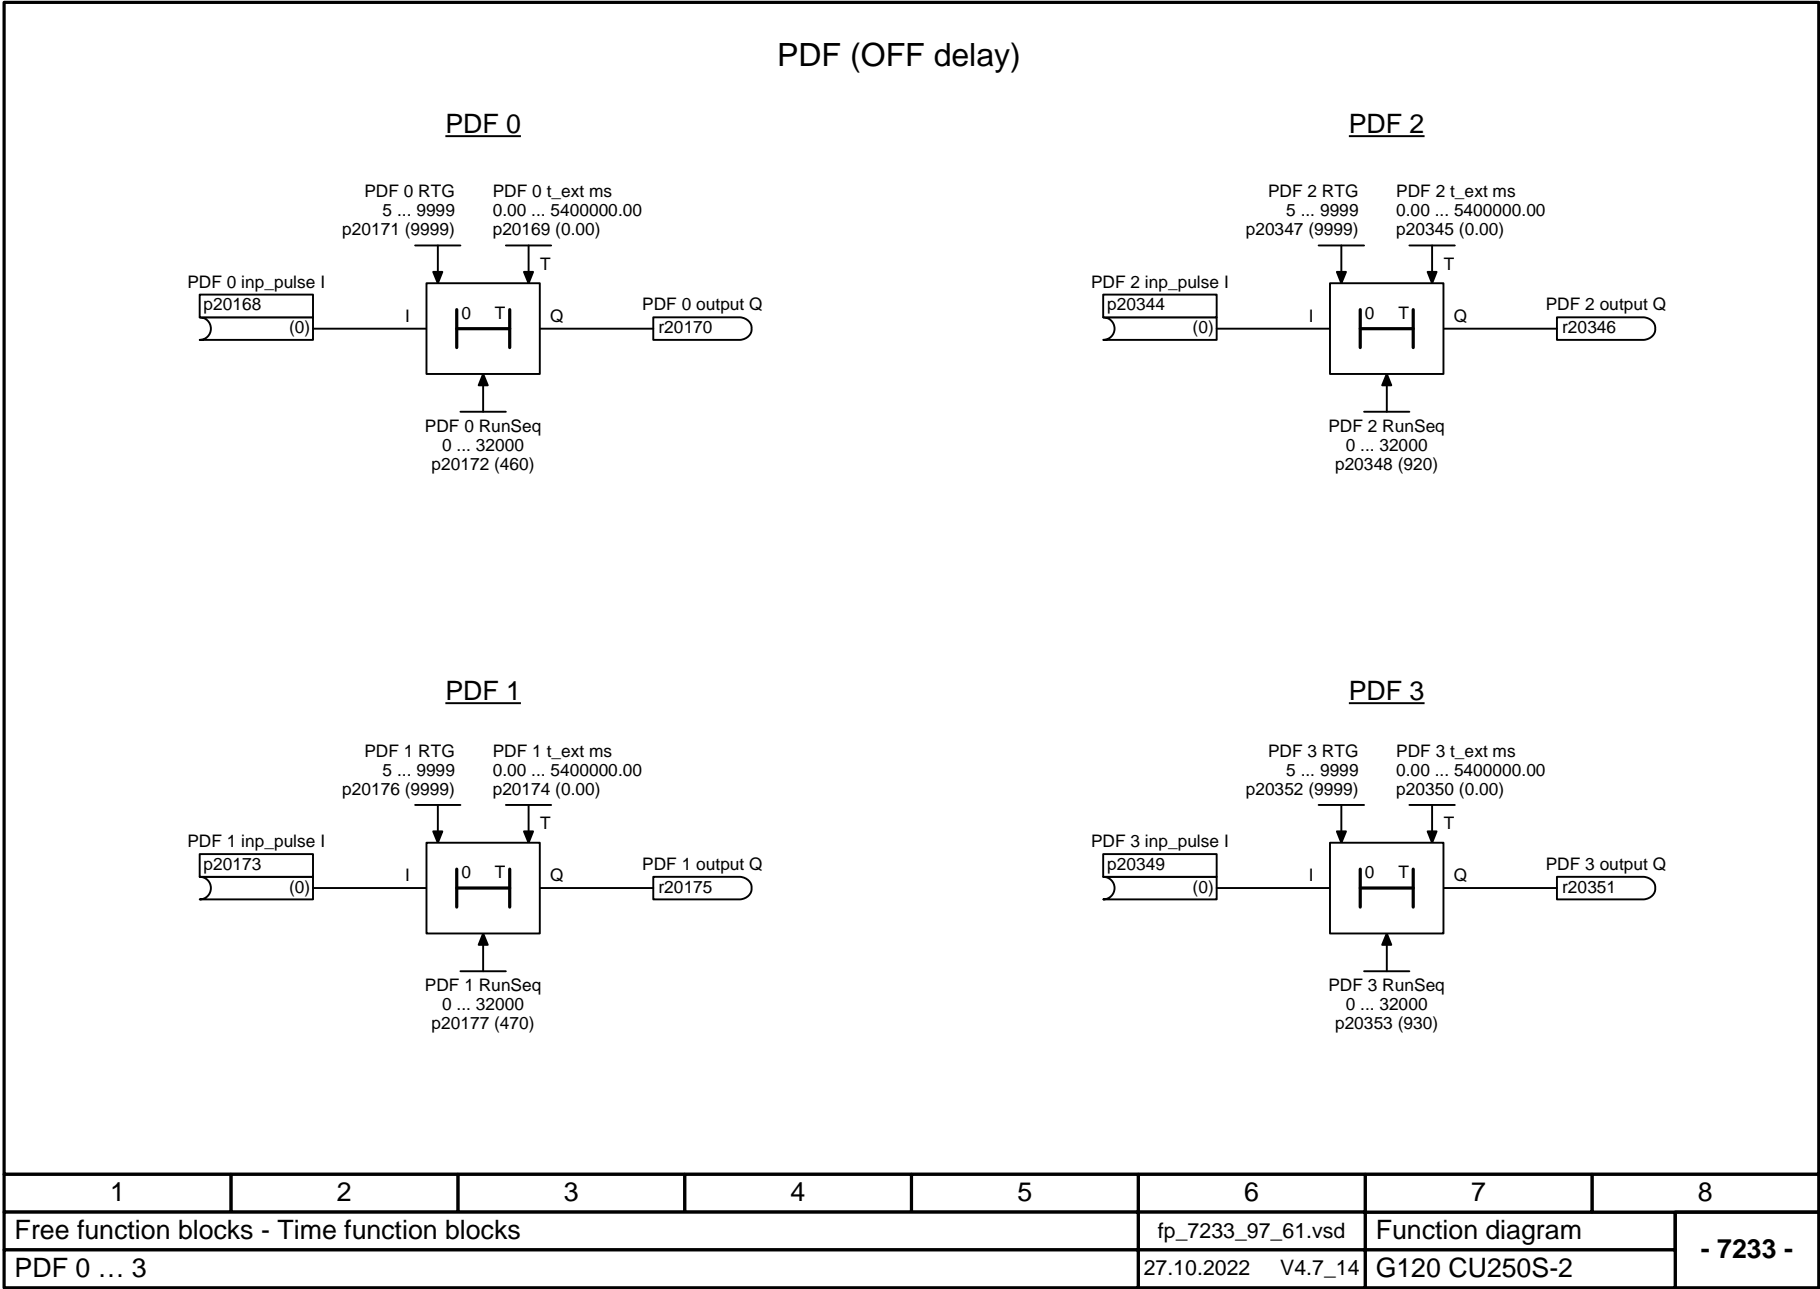 PDF (OFF delay)
PDF 0
PDF 0 RTG
5 ... 9999
p20171 (9999)
PDF 0 t_ext ms
0.00 ... 5400000.00
p20169 (0.00)
T
PDF 0 inp_pulse I
p20168
(0)
I
0 T
Q
PDF 0 output Q
r20170
PDF 0 RunSeq
0 ... 32000
p20172 (460)
PDF 2
PDF 2 RTG
5 ... 9999
p20347 (9999)
PDF 2 t_ext ms
0.00 ... 5400000.00
p20345 (0.00)
T
PDF 2 inp_pulse I
p20344
(0)
I
0 T
Q
PDF 2 output Q
r20346
PDF 2 RunSeq
0 ... 32000
p20348 (920)
PDF 1
PDF 1 RTG
5 ... 9999
p20176 (9999)
PDF 1 t_ext ms
0.00 ... 5400000.00
p20174 (0.00)
T
PDF 1 inp_pulse I
p20173
(0)
I
0 T
Q
PDF 1 output Q
r20175
PDF 1 RunSeq
0 ... 32000
p20177 (470)
PDF 3
PDF 3 RTG
5 ... 9999
p20352 (9999)
PDF 3 t_ext ms
0.00 ... 5400000.00
p20350 (0.00)
T
PDF 3 inp_pulse I
p20349
(0)
I
0 T
Q
PDF 3 output Q
r20351
PDF 3 RunSeq
0 ... 32000
p20353 (930)
1 2 3 4 5 6 7 8
Free function blocks - Time function blocks
fp_7233_97_61.vsd
Function diagram
- 7233 -
PDF 0 … 3
27.10.2022 V4.7_14
G120 CU250S-2